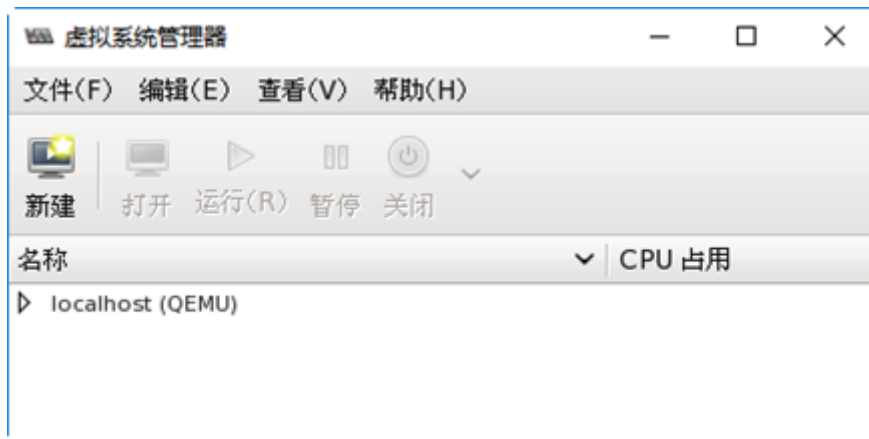 虚拟系统管理器
文件(F) 编辑(E) 查看(V) 帮助(H)
新建 打开 运行(R) 暂停 关闭
名称 CPU 占用
localhost (QEMU)